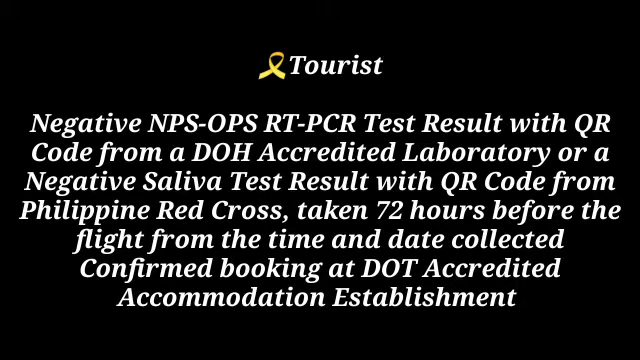 🎗Tourist
Negative NPS-OPS RT-PCR Test Result with QR
Code from a DOH Accredited Laboratory or a
Negative Saliva Test Result with QR Code from
Philippine Red Cross, taken 72 hours before the
flight from the time and date collected
Confirmed booking at DOT Accredited
Accommodation Establishment